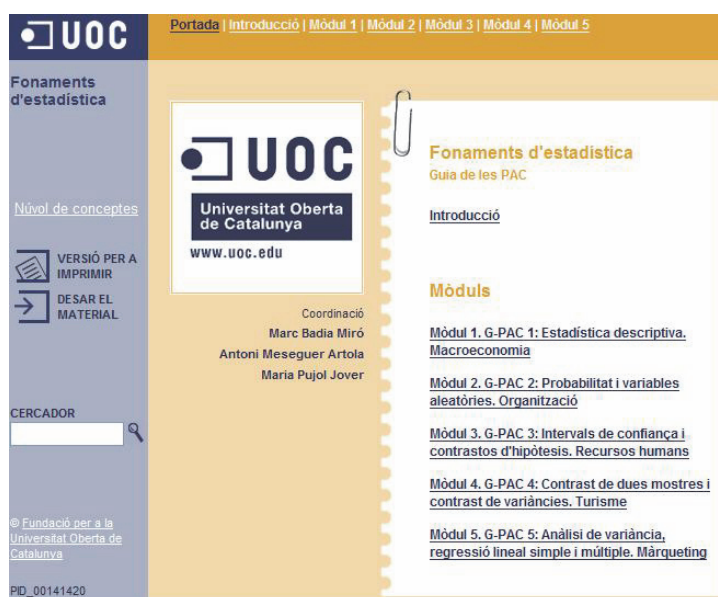 UOC
Portada | Introducció | Mòdul 1 | Mòdul 2 | Mòdul 3 | Mòdul 4 | Mòdul 5
Fonaments
d'estadística
Núvol de conceptes
VERSIÓ PER A
IMPRIMIR
DESAR EL
MATERIAL
CERCADOR
© Fundació per a la
Universitat Oberta de
Catalunya
PID_00141420
UOC
Universitat Oberta
de Catalunya
www.uoc.edu
Coordinació
Marc Badia Miró
Antoni Meseguer Artola
Maria Pujol Jover
Fonaments d'estadística
Guia de les PAC
Introducció
Mòduls
Mòdul 1. G-PAC 1: Estadística descriptiva.
Macroeconomia
Mòdul 2. G-PAC 2: Probabilitat i variables
aleatòries. Organització
Mòdul 3. G-PAC 3: Intervals de confiança i
contrastos d'hipòtesis. Recursos humans
Mòdul 4. G-PAC 4: Contrast de dues mostres i
contrast de variàncies. Turisme
Mòdul 5. G-PAC 5: Anàlisi de variància,
regressió lineal simple i múltiple. Màrqueting